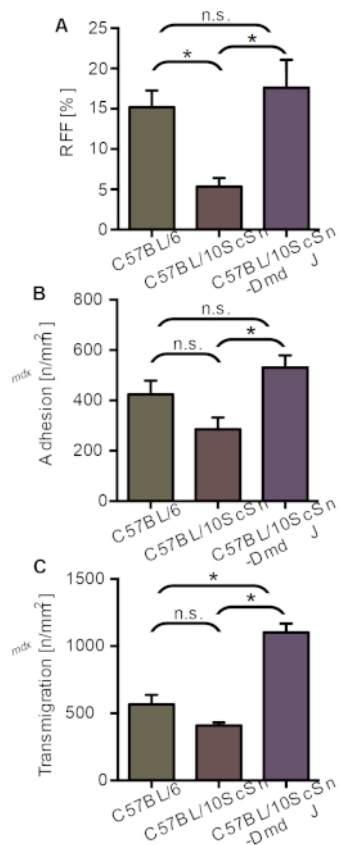 A
n.s.
*
*
25
20
15
10
5
0
RFF [%]
C57BL/6
C57BL/10ScSn
C57BL/10ScSn
-Dmd
J
B
n.s.
n.s.
*
800
600
400
200
0
mdx
Adhesion [n/mm²]
C57BL/6
C57BL/10ScSn
C57BL/10ScSn
-Dmd
J
C
*
n.s.
*
1500
1000
500
0
mdx
Transmigration [n/mm²]
C57BL/6
C57BL/10ScSn
C57BL/10ScSn
-Dmd
J